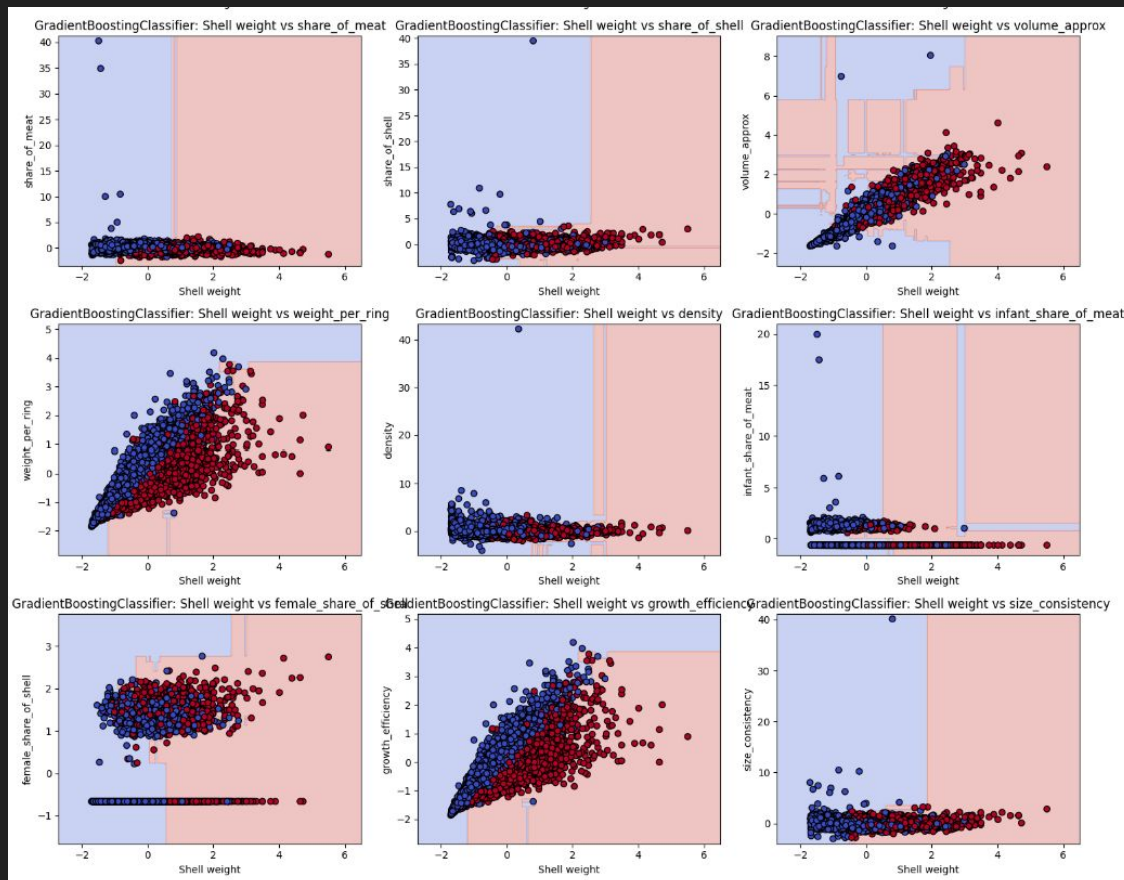 GradientBoostingClassifier: Shell weight vs share_of_meat
GradientBoostingClassifier: Shell weight vs share_of_shell
GradientBoostingClassifier: Shell weight vs volume_approx
40
35
30
25
20
15
10
5
0
share_of_meat
−2 0 2 4 6
Shell weight
40
35
30
25
20
15
10
5
0
share_of_shell
−2 0 2 4 6
Shell weight
8
6
4
2
0
−2
volume_approx
−2 0 2 4 6
Shell weight
GradientBoostingClassifier: Shell weight vs weight_per_ring
GradientBoostingClassifier: Shell weight vs density
GradientBoostingClassifier: Shell weight vs infant_share_of_meat
5
4
3
2
1
0
−1
−2
weight_per_ring
−2 0 2 4 6
Shell weight
40
30
20
10
0
density
−2 0 2 4 6
Shell weight
20
15
10
5
0
infant_share_of_meat
−2 0 2 4 6
Shell weight
GradientBoostingClassifier: Shell weight vs female_share_of_shell
GradientBoostingClassifier: Shell weight vs growth_efficiency
GradientBoostingClassifier: Shell weight vs size_consistency
3
2
1
0
−1
female_share_of_shell
−2 0 2 4 6
Shell weight
5
4
3
2
1
0
−1
−2
growth_efficiency
−2 0 2 4 6
Shell weight
40
30
20
10
0
size_consistency
−2 0 2 4 6
Shell weight